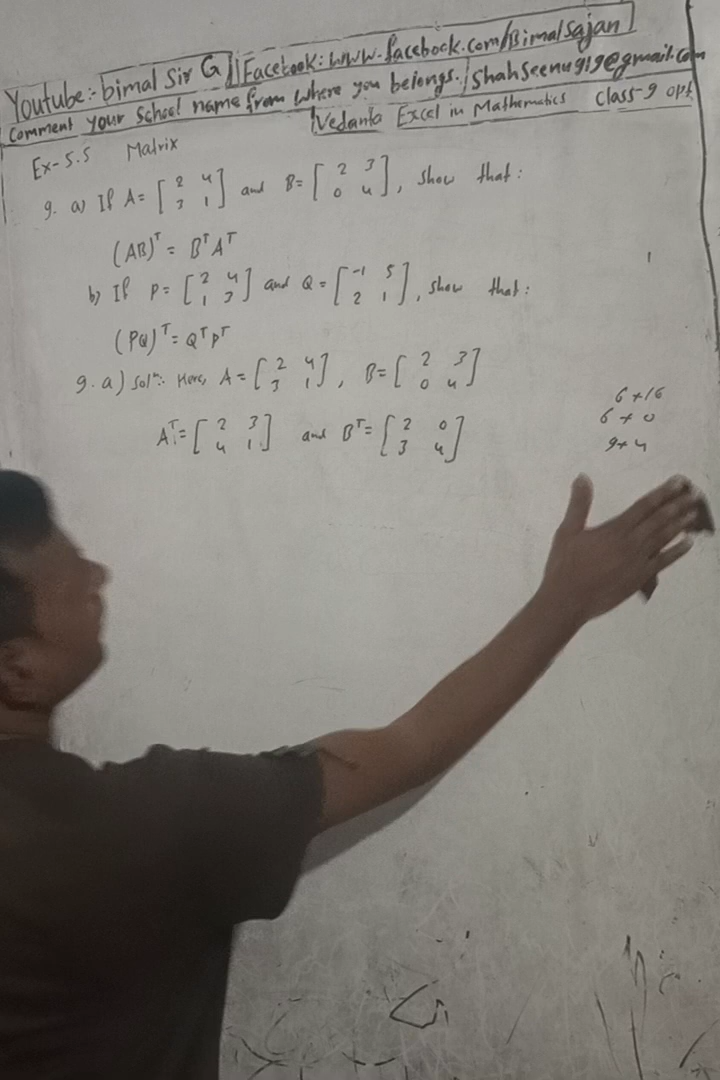 Youtube:- bimal Sir G || Facebook: www.facebook.com/Bimalsajan
Comment your School name from where you belongs. / Shahseenu919@gmail.com
Vedanta Excel in Mathematics Class-9 opt
Ex-5.5 Matrix
9. a) If A = [2 4; 3 1] and B = [2 3; 0 4], show that:
(AB)ᵀ = BᵀAᵀ
b) If P = [2 4; 1 3] and Q = [-1 5; 2 1], show that:
(PQ)ᵀ = QᵀPᵀ
9. a) Solⁿ: Here, A = [2 4; 3 1], B = [2 3; 0 4]
Aᵀ = [2 3; 4 1] and Bᵀ = [2 0; 3 4]
6+16
6+0
9+4